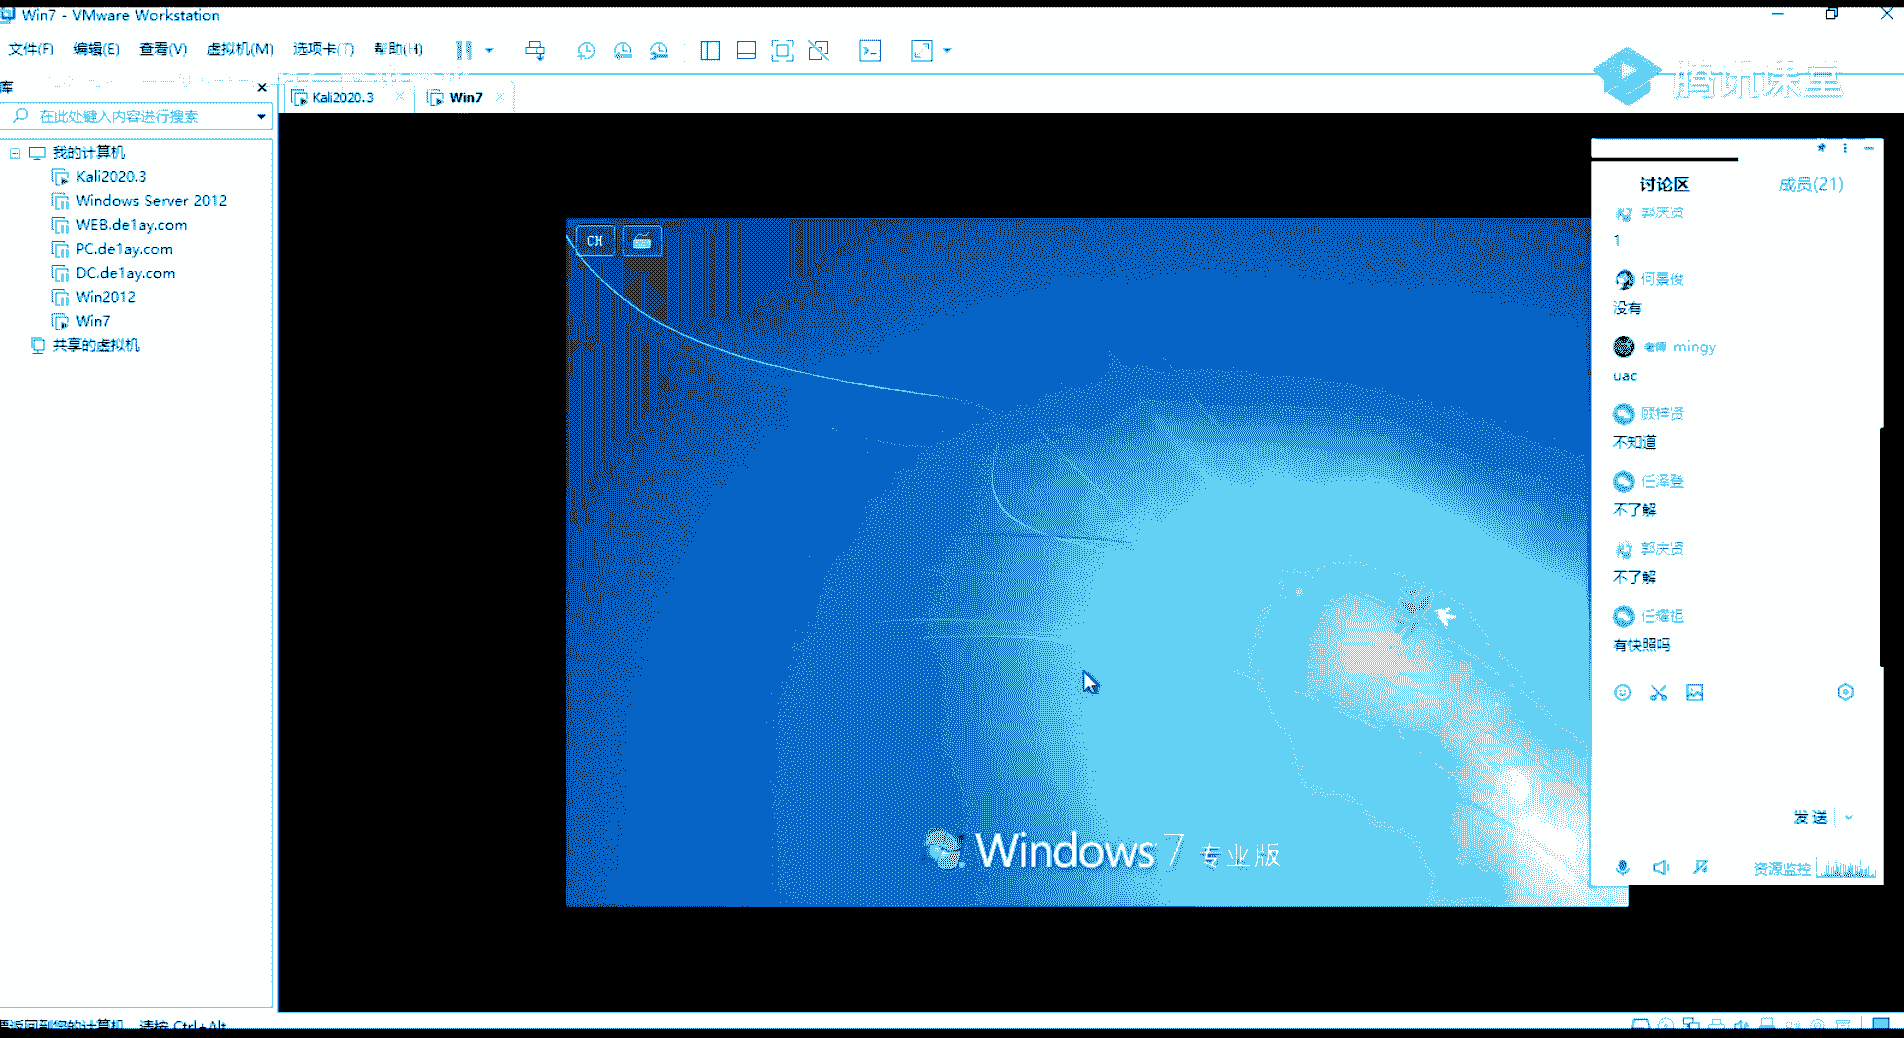 Win7 - VMware Workstation
文件(F) 编辑(E) 查看(V) 虚拟机(M) 选项卡(T) 帮助(H)
腾讯课堂
库
Kali2020.3
Win7
在此处键入内容进行搜索
我的计算机
Kali2020.3
Windows Server 2012
WEB.de1ay.com
PC.de1ay.com
DC.de1ay.com
Win2012
Win7
共享的虚拟机
CH
Windows 7 专业版
讨论区 成员(21)
郭庆贤
1
何景俊
没有
老师 mingy
uac
顾梓贤
不知道
任泽登
不了解
郭庆贤
不了解
任耀祖
有快照吗
发送
资源监控
要返回到您的计算机，请按 Ctrl+Alt